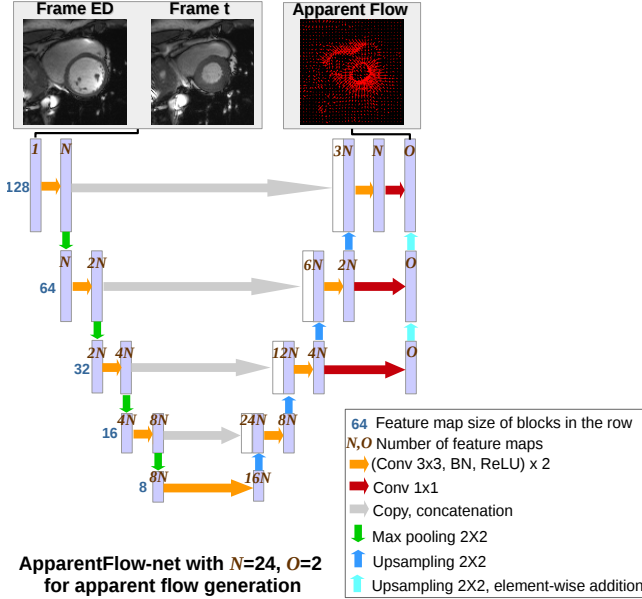 Frame ED
Frame t
Apparent Flow
1
N
3N
N
O
128
N
2N
6N
2N
O
64
2N
4N
12N
4N
O
32
4N
8N
24N
8N
16
8N
16N
8
64 Feature map size of blocks in the row
N,O Number of feature maps
(Conv 3x3, BN, ReLU) x 2
Conv 1x1
Copy, concatenation
Max pooling 2X2
Upsampling 2X2
Upsampling 2X2, element-wise addition
ApparentFlow-net with N=24, O=2
for apparent flow generation